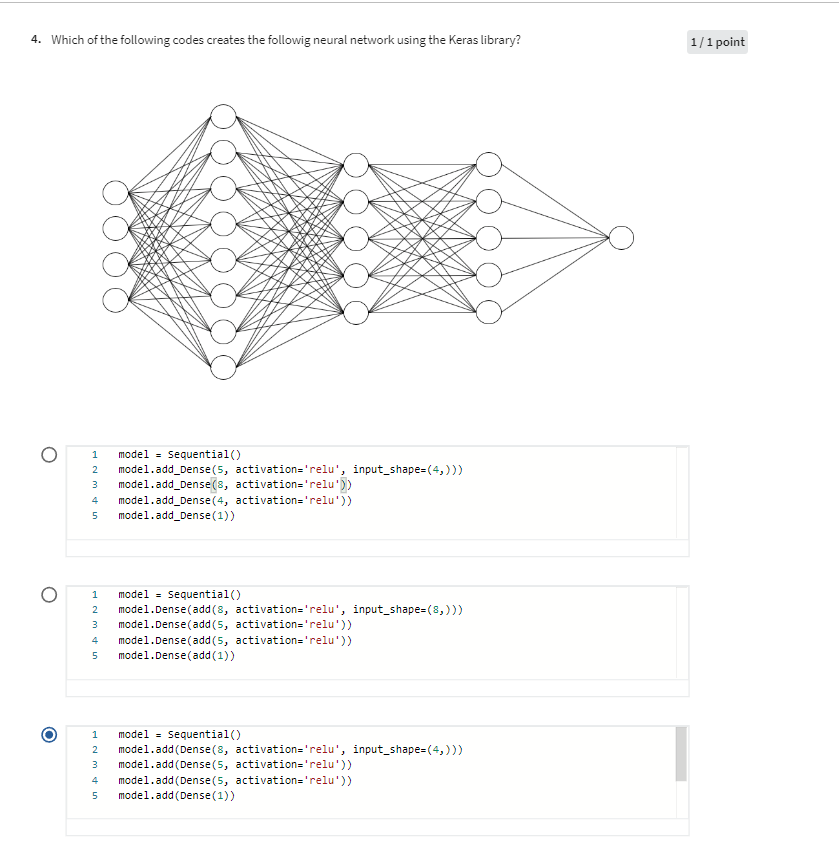 4. Which of the following codes creates the followig neural network using the Keras library?
1 / 1 point
1 model = Sequential()
2 model.add_Dense(5, activation='relu', input_shape=(4,)))
3 model.add_Dense(8, activation='relu'))
4 model.add_Dense(4, activation='relu'))
5 model.add_Dense(1))
1 model = Sequential()
2 model.Dense(add(8, activation='relu', input_shape=(8,)))
3 model.Dense(add(5, activation='relu'))
4 model.Dense(add(5, activation='relu'))
5 model.Dense(add(1))
1 model = Sequential()
2 model.add(Dense(8, activation='relu', input_shape=(4,)))
3 model.add(Dense(5, activation='relu'))
4 model.add(Dense(5, activation='relu'))
5 model.add(Dense(1))